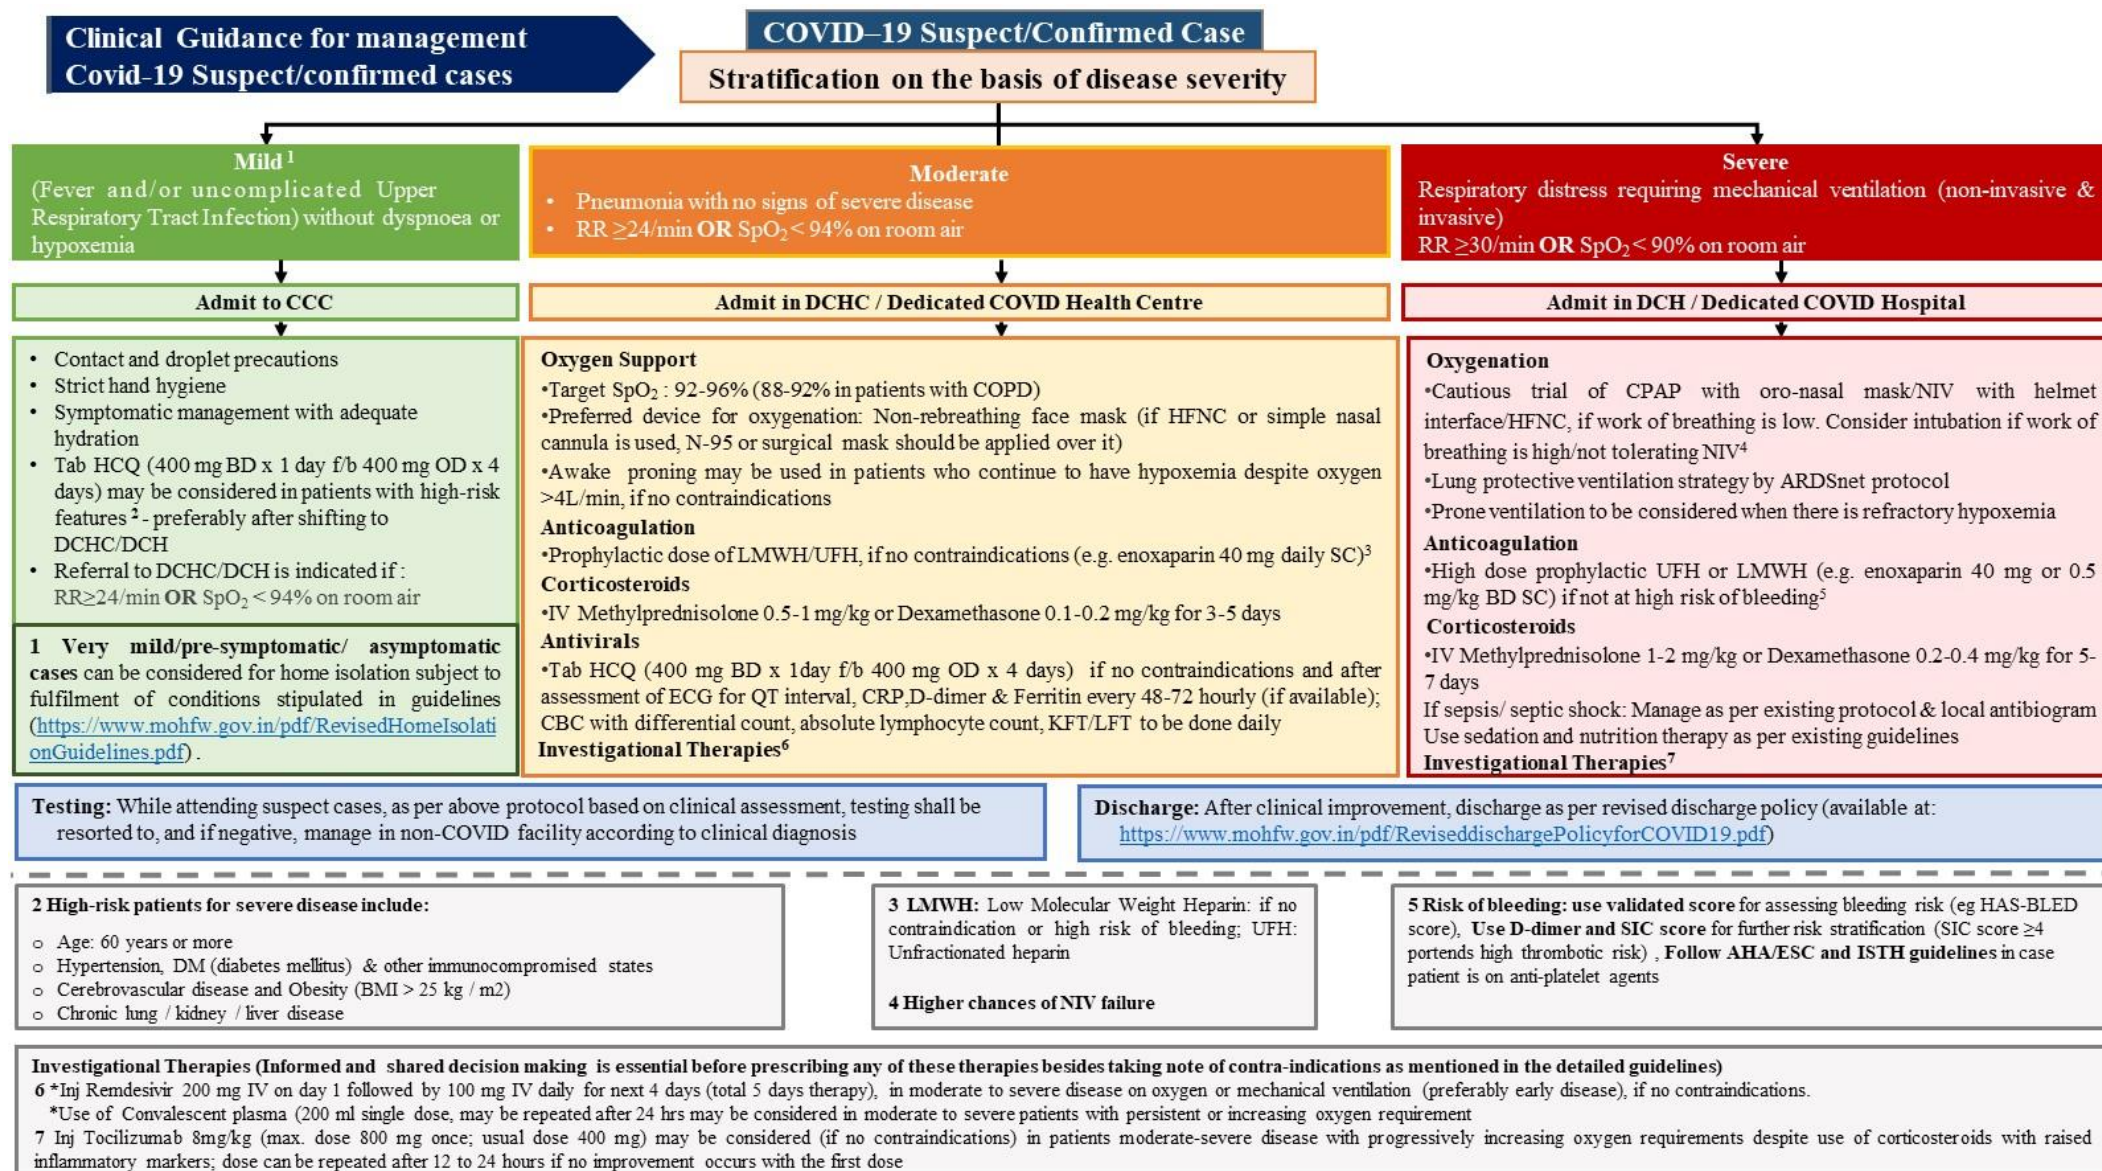 Clinical Guidance for management
Covid-19 Suspect/confirmed cases
COVID–19 Suspect/Confirmed Case
Stratification on the basis of disease severity
Mild 1
(Fever and/or uncomplicated Upper
Respiratory Tract Infection) without dyspnoea or
hypoxemia
Admit to CCC
• Contact and droplet precautions
• Strict hand hygiene
• Symptomatic management with adequate
hydration
• Tab HCQ (400 mg BD x 1 day f/b 400 mg OD x 4
days) may be considered in patients with high-risk
features 2 - preferably after shifting to
DCHC/DCH
• Referral to DCHC/DCH is indicated if :
RR≥24/min OR SpO2 < 94% on room air
1 Very mild/pre-symptomatic/ asymptomatic
cases can be considered for home isolation subject to
fulfilment of conditions stipulated in guidelines
(https://www.mohfw.gov.in/pdf/RevisedHomeIsolati
onGuidelines.pdf) .
Moderate
• Pneumonia with no signs of severe disease
• RR ≥24/min OR SpO2 < 94% on room air
Admit in DCHC / Dedicated COVID Health Centre
Oxygen Support
•Target SpO2 : 92-96% (88-92% in patients with COPD)
•Preferred device for oxygenation: Non-rebreathing face mask (if HFNC or simple nasal
cannula is used, N-95 or surgical mask should be applied over it)
•Awake proning may be used in patients who continue to have hypoxemia despite oxygen
>4L/min, if no contraindications
Anticoagulation
•Prophylactic dose of LMWH/UFH, if no contraindications (e.g. enoxaparin 40 mg daily SC)3
Corticosteroids
•IV Methylprednisolone 0.5-1 mg/kg or Dexamethasone 0.1-0.2 mg/kg for 3-5 days
Antivirals
•Tab HCQ (400 mg BD x 1day f/b 400 mg OD x 4 days) if no contraindications and after
assessment of ECG for QT interval, CRP,D-dimer & Ferritin every 48-72 hourly (if available);
CBC with differential count, absolute lymphocyte count, KFT/LFT to be done daily
Investigational Therapies6
Severe
Respiratory distress requiring mechanical ventilation (non-invasive &
invasive)
RR ≥30/min OR SpO2 < 90% on room air
Admit in DCH / Dedicated COVID Hospital
Oxygenation
•Cautious trial of CPAP with oro-nasal mask/NIV with helmet
interface/HFNC, if work of breathing is low. Consider intubation if work of
breathing is high/not tolerating NIV4
•Lung protective ventilation strategy by ARDSnet protocol
•Prone ventilation to be considered when there is refractory hypoxemia
Anticoagulation
•High dose prophylactic UFH or LMWH (e.g. enoxaparin 40 mg or 0.5
mg/kg BD SC) if not at high risk of bleeding5
Corticosteroids
•IV Methylprednisolone 1-2 mg/kg or Dexamethasone 0.2-0.4 mg/kg for 5-
7 days
If sepsis/ septic shock: Manage as per existing protocol & local antibiogram
Use sedation and nutrition therapy as per existing guidelines
Investigational Therapies7
Testing: While attending suspect cases, as per above protocol based on clinical assessment, testing shall be
resorted to, and if negative, manage in non-COVID facility according to clinical diagnosis
Discharge: After clinical improvement, discharge as per revised discharge policy (available at:
https://www.mohfw.gov.in/pdf/ReviseddischargePolicyforCOVID19.pdf)
2 High-risk patients for severe disease include:
o Age: 60 years or more
o Hypertension, DM (diabetes mellitus) & other immunocompromised states
o Cerebrovascular disease and Obesity (BMI > 25 kg / m2)
o Chronic lung / kidney / liver disease
3 LMWH: Low Molecular Weight Heparin: if no
contraindication or high risk of bleeding; UFH:
Unfractionated heparin
4 Higher chances of NIV failure
5 Risk of bleeding: use validated score for assessing bleeding risk (eg HAS-BLED
score), Use D-dimer and SIC score for further risk stratification (SIC score ≥4
portends high thrombotic risk) , Follow AHA/ESC and ISTH guidelines in case
patient is on anti-platelet agents
Investigational Therapies (Informed and shared decision making is essential before prescribing any of these therapies besides taking note of contra-indications as mentioned in the detailed guidelines)
6 *Inj Remdesivir 200 mg IV on day 1 followed by 100 mg IV daily for next 4 days (total 5 days therapy), in moderate to severe disease on oxygen or mechanical ventilation (preferably early disease), if no contraindications.
*Use of Convalescent plasma (200 ml single dose, may be repeated after 24 hrs may be considered in moderate to severe patients with persistent or increasing oxygen requirement
7 Inj Tocilizumab 8mg/kg (max. dose 800 mg once; usual dose 400 mg) may be considered (if no contraindications) in patients moderate-severe disease with progressively increasing oxygen requirements despite use of corticosteroids with raised
inflammatory markers; dose can be repeated after 12 to 24 hours if no improvement occurs with the first dose